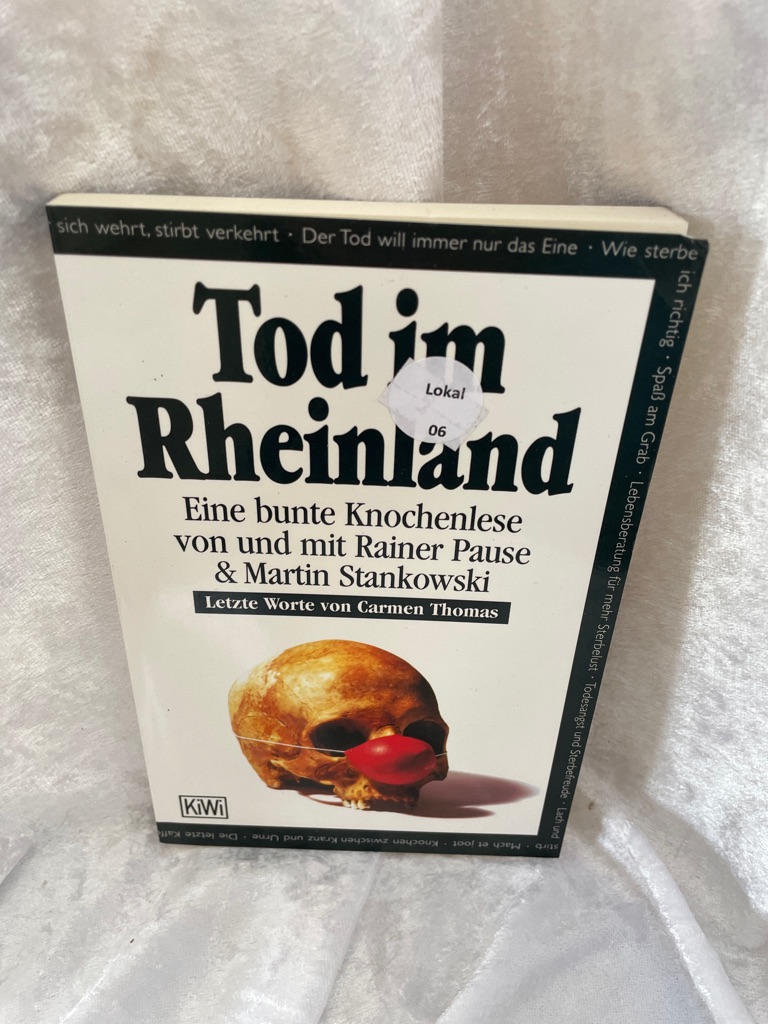 sich wehrt, stirbt verkehrt · Der Tod will immer nur das Eine · Wie sterbe
ich richtig · Spaß am Grab · Lebensberatung für mehr Sterbelust · Todesangst und Sterbefreude · Lach und
stirb · Mach et joot · Knochen zwischen Kranz und Urne · Die letzte Kaff
Tod im
Rheinland
Lokal
06
Eine bunte Knochenlese
von und mit Rainer Pause
& Martin Stankowski
Letzte Worte von Carmen Thomas
KiWi